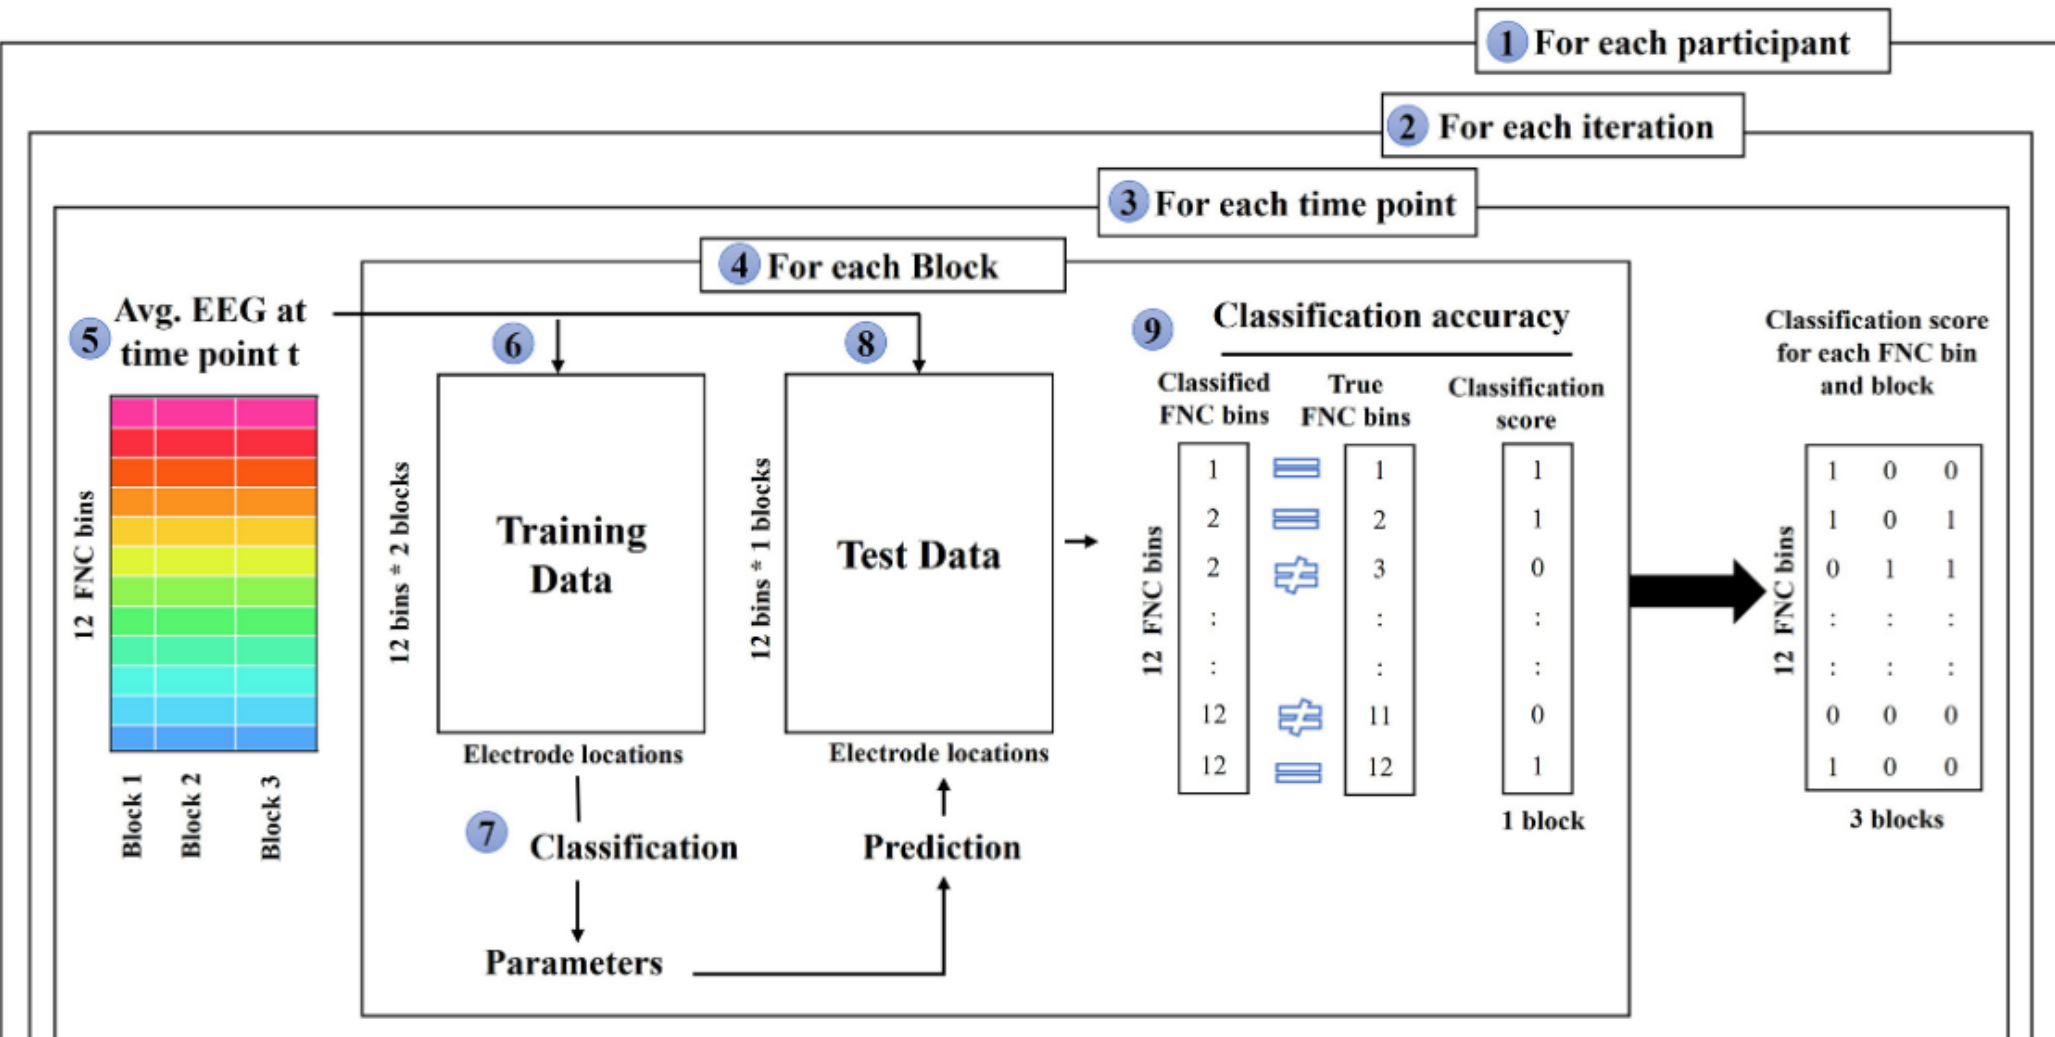 1 For each participant
2 For each iteration
3 For each time point
4 For each Block
5 Avg. EEG at
time point t
12 FNC bins
Block 1
Block 2
Block 3
6
12 bins * 2 blocks
Training
Data
Electrode locations
7 Classification
Parameters
8
12 bins * 1 blocks
Test Data
Electrode locations
Prediction
9 Classification accuracy
Classified
FNC bins
True
FNC bins
Classification
score
12 FNC bins
1 = 1 1
2 = 2 1
2 ≠ 3 0
: : :
: : :
12 ≠ 11 0
12 = 12 1
1 block
Classification score
for each FNC bin
and block
12 FNC bins
1 0 0
1 0 1
0 1 1
: : :
: : :
0 0 0
1 0 0
3 blocks